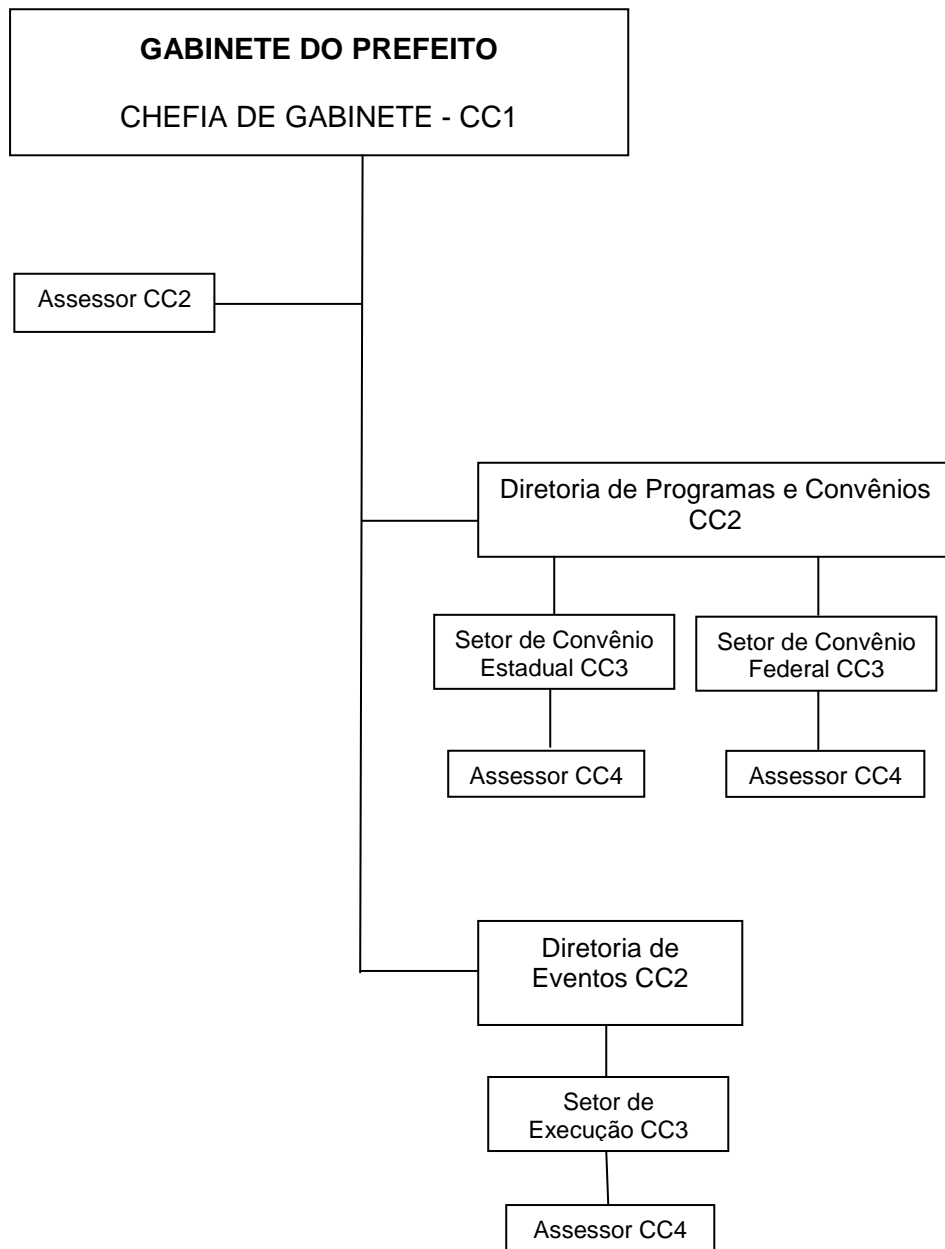 GABINETE DO PREFEITO
CHEFIA DE GABINETE - CC1
Assessor CC2
Diretoria de Programas e Convênios
CC2
Setor de Convênio
Estadual CC3
Setor de Convênio
Federal CC3
Assessor CC4
Assessor CC4
Diretoria de
Eventos CC2
Setor de
Execução CC3
Assessor CC4